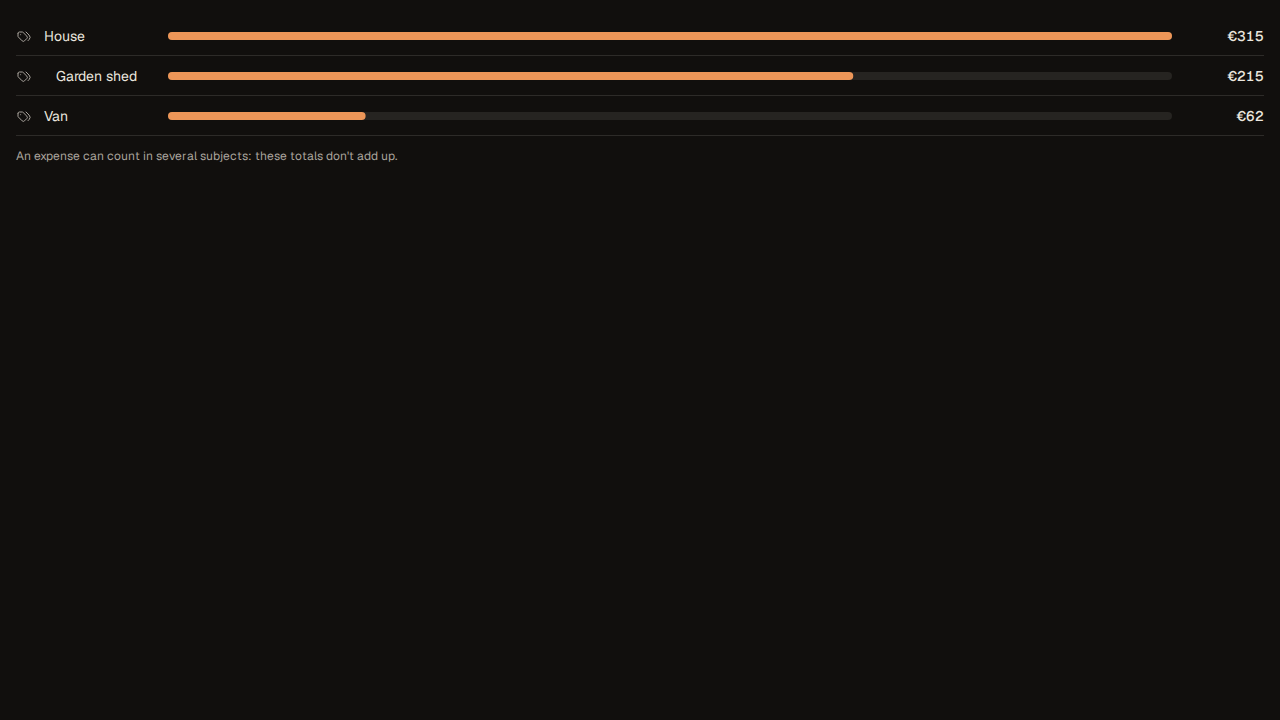 House €315
Garden shed €215
Van €62
An expense can count in several subjects: these totals don't add up.